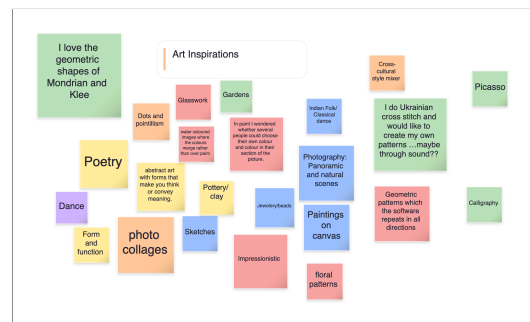 I love the
geometric
shapes of
Mondrian and
Klee
Art Inspirations
Cross-
cultural
style mixer
Picasso
Glasswork
Gardens
Dots and
pointillism
water coloured
images where
the colours
merge rather
than over paint
In paint I wondered
whether several
people could choose
their own colour
and colour in their
section of the
picture.
Indian Folk/
Classical
dance
I do Ukrainian
cross stitch and
would like to
create my own
patterns …maybe
through sound??
Poetry
abstract art
with forms that
make you think
or convey
meaning.
Pottery/
clay
Photography:
Panoramic
and natural
scenes
Dance
Jewelery/beads
Geometric
patterns which
the software
repeats in all
directions
Calligraphy
Form
and
function
photo
collages
Sketches
Paintings
on
canvas
Impressionistic
floral
patterns